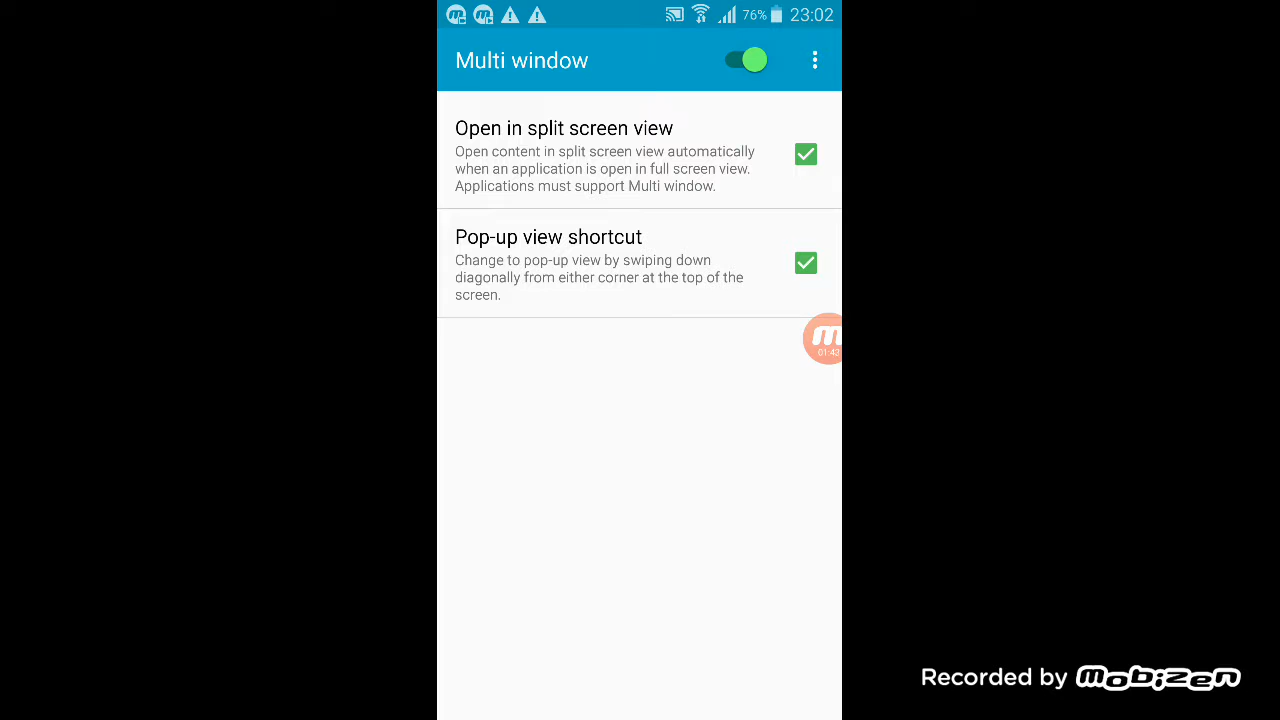 76% 23:02
Multi window
Open in split screen view
Open content in split screen view automatically
when an application is open in full screen view.
Applications must support Multi window.
Pop-up view shortcut
Change to pop-up view by swiping down
diagonally from either corner at the top of the
screen.
01:43
Recorded by mobizen